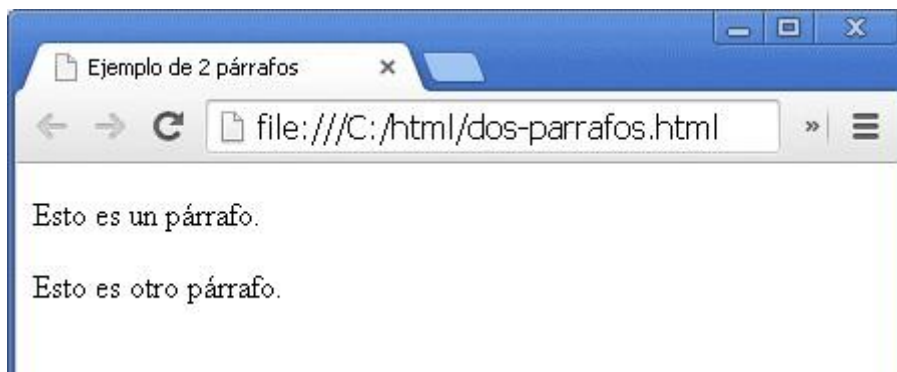 Ejemplo de 2 párrafos
file:///C:/html/dos-parrafos.html
Esto es un párrafo.
Esto es otro párrafo.